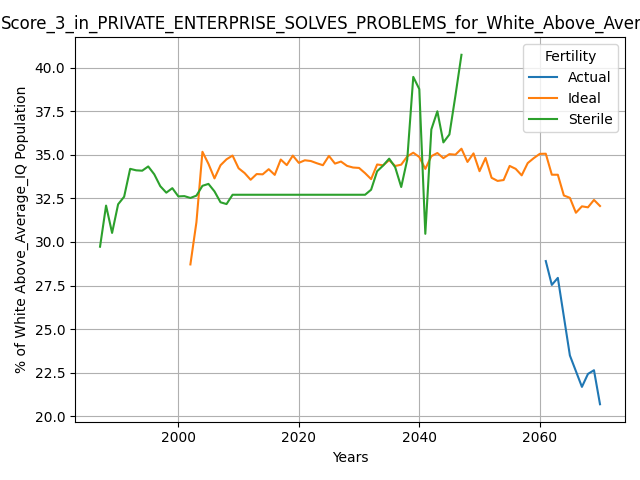 Score_3_in_PRIVATE_ENTERPRISE_SOLVES_PROBLEMS_for_White_Above_Aver
Fertility
Actual
Ideal
Sterile
40.0
37.5
35.0
32.5
30.0
27.5
25.0
22.5
20.0
% of White Above_Average_IQ Population
2000 2020 2040 2060
Years